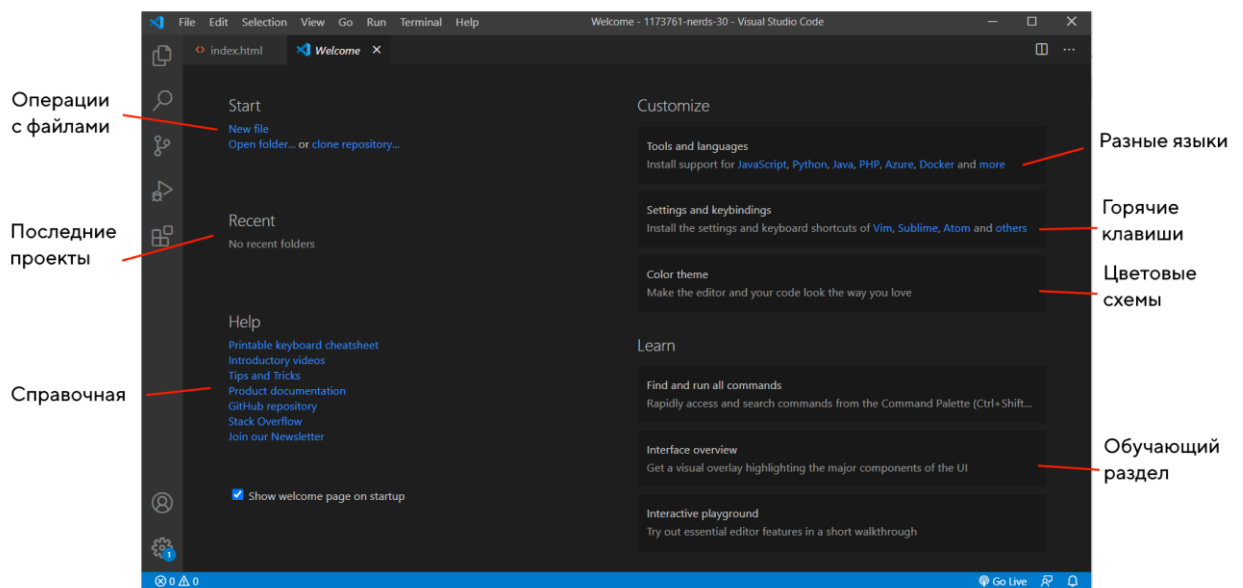 File Edit Selection View Go Run Terminal Help
Welcome - 1173761-nerds-30 - Visual Studio Code
index.html
Welcome
Операции
с файлами
Последние
проекты
Справочная
Start
New file
Open folder... or clone repository...
Recent
No recent folders
Help
Printable keyboard cheatsheet
Introductory videos
Tips and Tricks
Product documentation
GitHub repository
Stack Overflow
Join our Newsletter
Show welcome page on startup
Customize
Tools and languages
Install support for JavaScript, Python, Java, PHP, Azure, Docker and more
Settings and keybindings
Install the settings and keyboard shortcuts of Vim, Sublime, Atom and others
Color theme
Make the editor and your code look the way you love
Learn
Find and run all commands
Rapidly access and search commands from the Command Palette (Ctrl+Shift...
Interface overview
Get a visual overlay highlighting the major components of the UI
Interactive playground
Try out essential editor features in a short walkthrough
Разные языки
Горячие
клавиши
Цветовые
схемы
Обучающий
раздел
1
0 0
Go Live